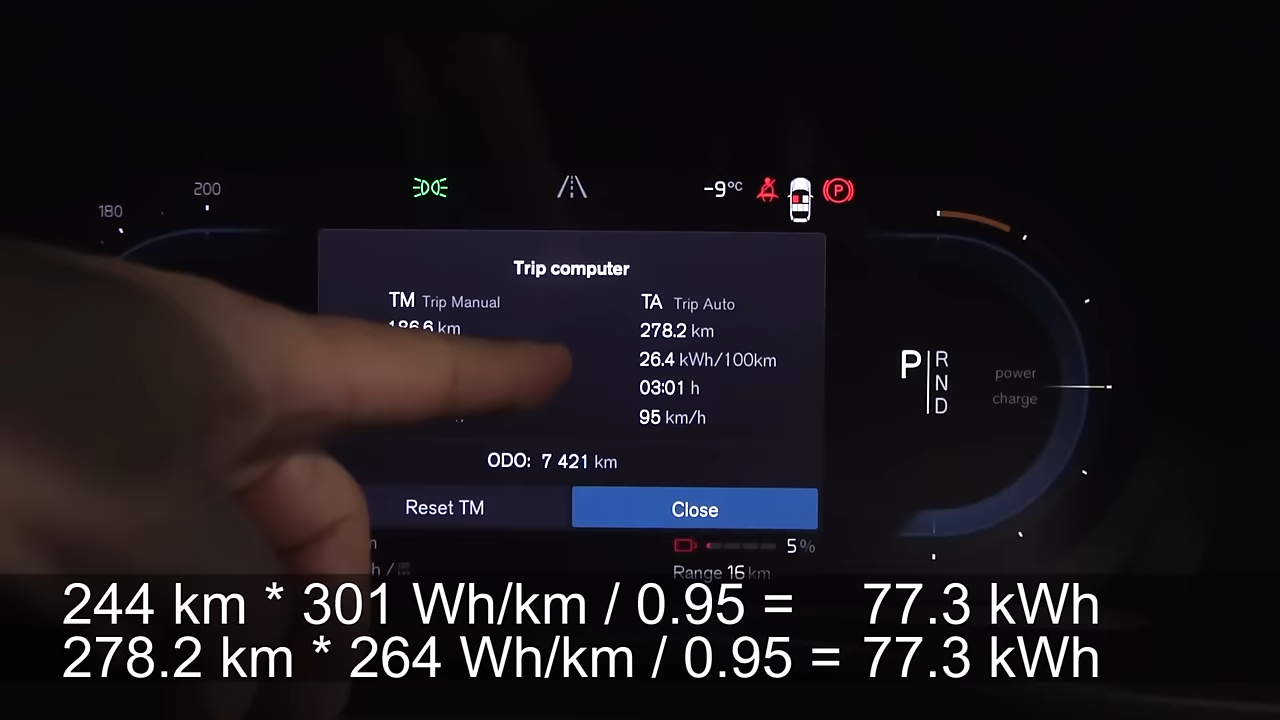 200
180
-9°C
P
Trip computer
TM Trip Manual
TA Trip Auto
186.6 km
278.2 km
26.4 kWh/100km
03:01 h
95 km/h
ODO: 7 421 km
Reset TM
Close
P R
N
D
power
charge
5%
Range 16 km
244 km * 301 Wh/km / 0.95 = 77.3 kWh
278.2 km * 264 Wh/km / 0.95 = 77.3 kWh